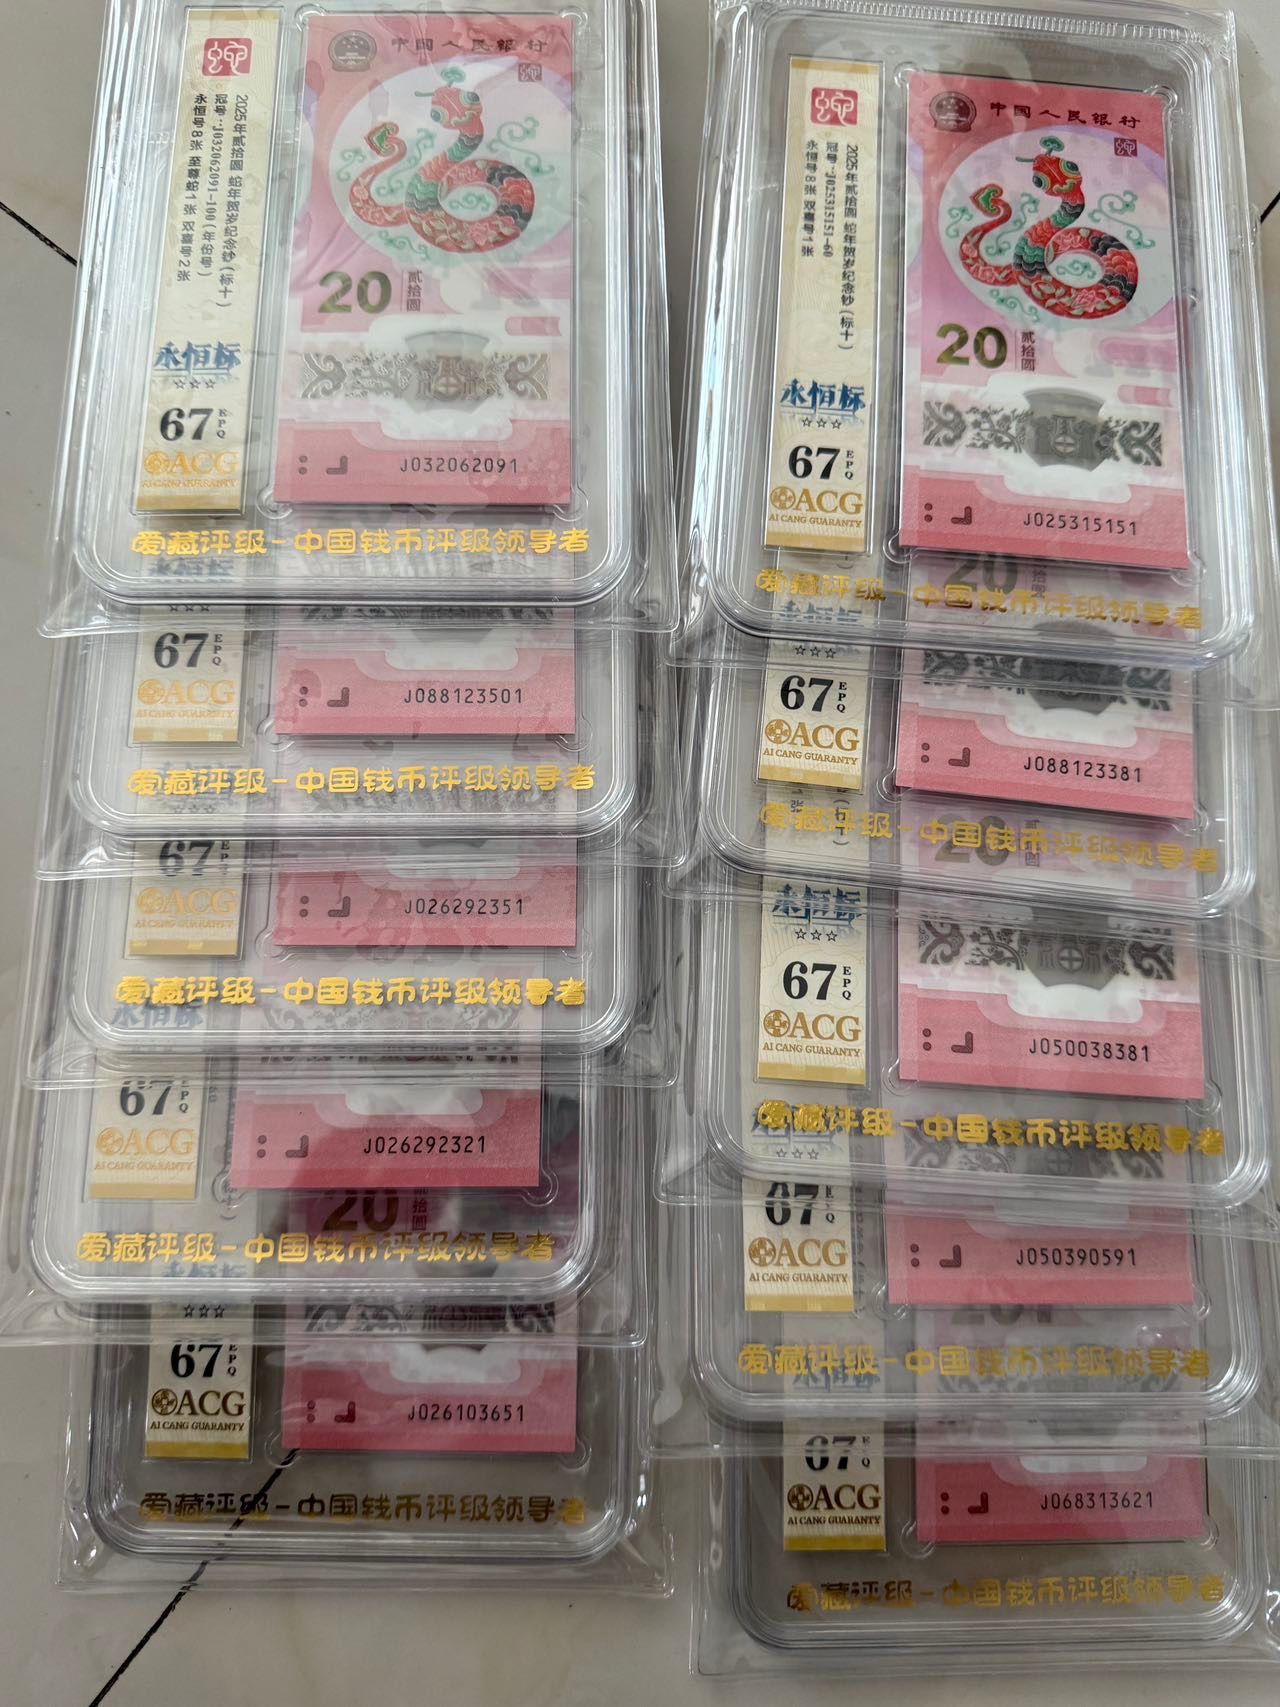 中国人民银行
2025年贰拾圆 蛇年贺岁纪念钞(标十)
冠号:J032062091-100(年份号)
永恒号8张 至尊蛇1张 双喜号2张
20
贰拾圆
永恒标
☆☆☆
67
EPQ
ACG
AI CANG GUARANTY
J032062091
爱藏评级-中国钱币评级领导者
67
EPQ
ACG
AI CANG GUARANTY
J088123501
爱藏评级-中国钱币评级领导者
67
ACG
AI CANG GUARANTY
J026292351
爱藏评级-中国钱币评级领导者
67
EPQ
ACG
AI CANG GUARANTY
J026292321
20
爱藏评级-中国钱币评级领导者
☆☆☆
67
EPQ
ACG
AI CANG GUARANTY
J026103651
爱藏评级-中国钱币评级领导者
中国人民银行
2025年贰拾圆 蛇年贺岁纪念钞(标十)
冠号:J025315151-60
永恒号8张 双喜号1张
20
贰拾圆
永恒标
☆☆☆
67
EPQ
ACG
AI CANG GUARANTY
J025315151
20
爱藏评级-中国钱币评级领导者
☆☆☆
67
EPQ
ACG
AI CANG GUARANTY
J088123381
爱藏评级-中国钱币评级领导者
20
永恒标
☆☆☆
67
EPQ
ACG
AI CANG GUARANTY
J050038381
爱藏评级-中国钱币评级领导者
☆☆☆
67
ACG
AI CANG GUARANTY
J050390591
爱藏评级-中国钱币评级领导者
67
EPQ
ACG
AI CANG GUARANTY
J068313621
爱藏评级-中国钱币评级领导者